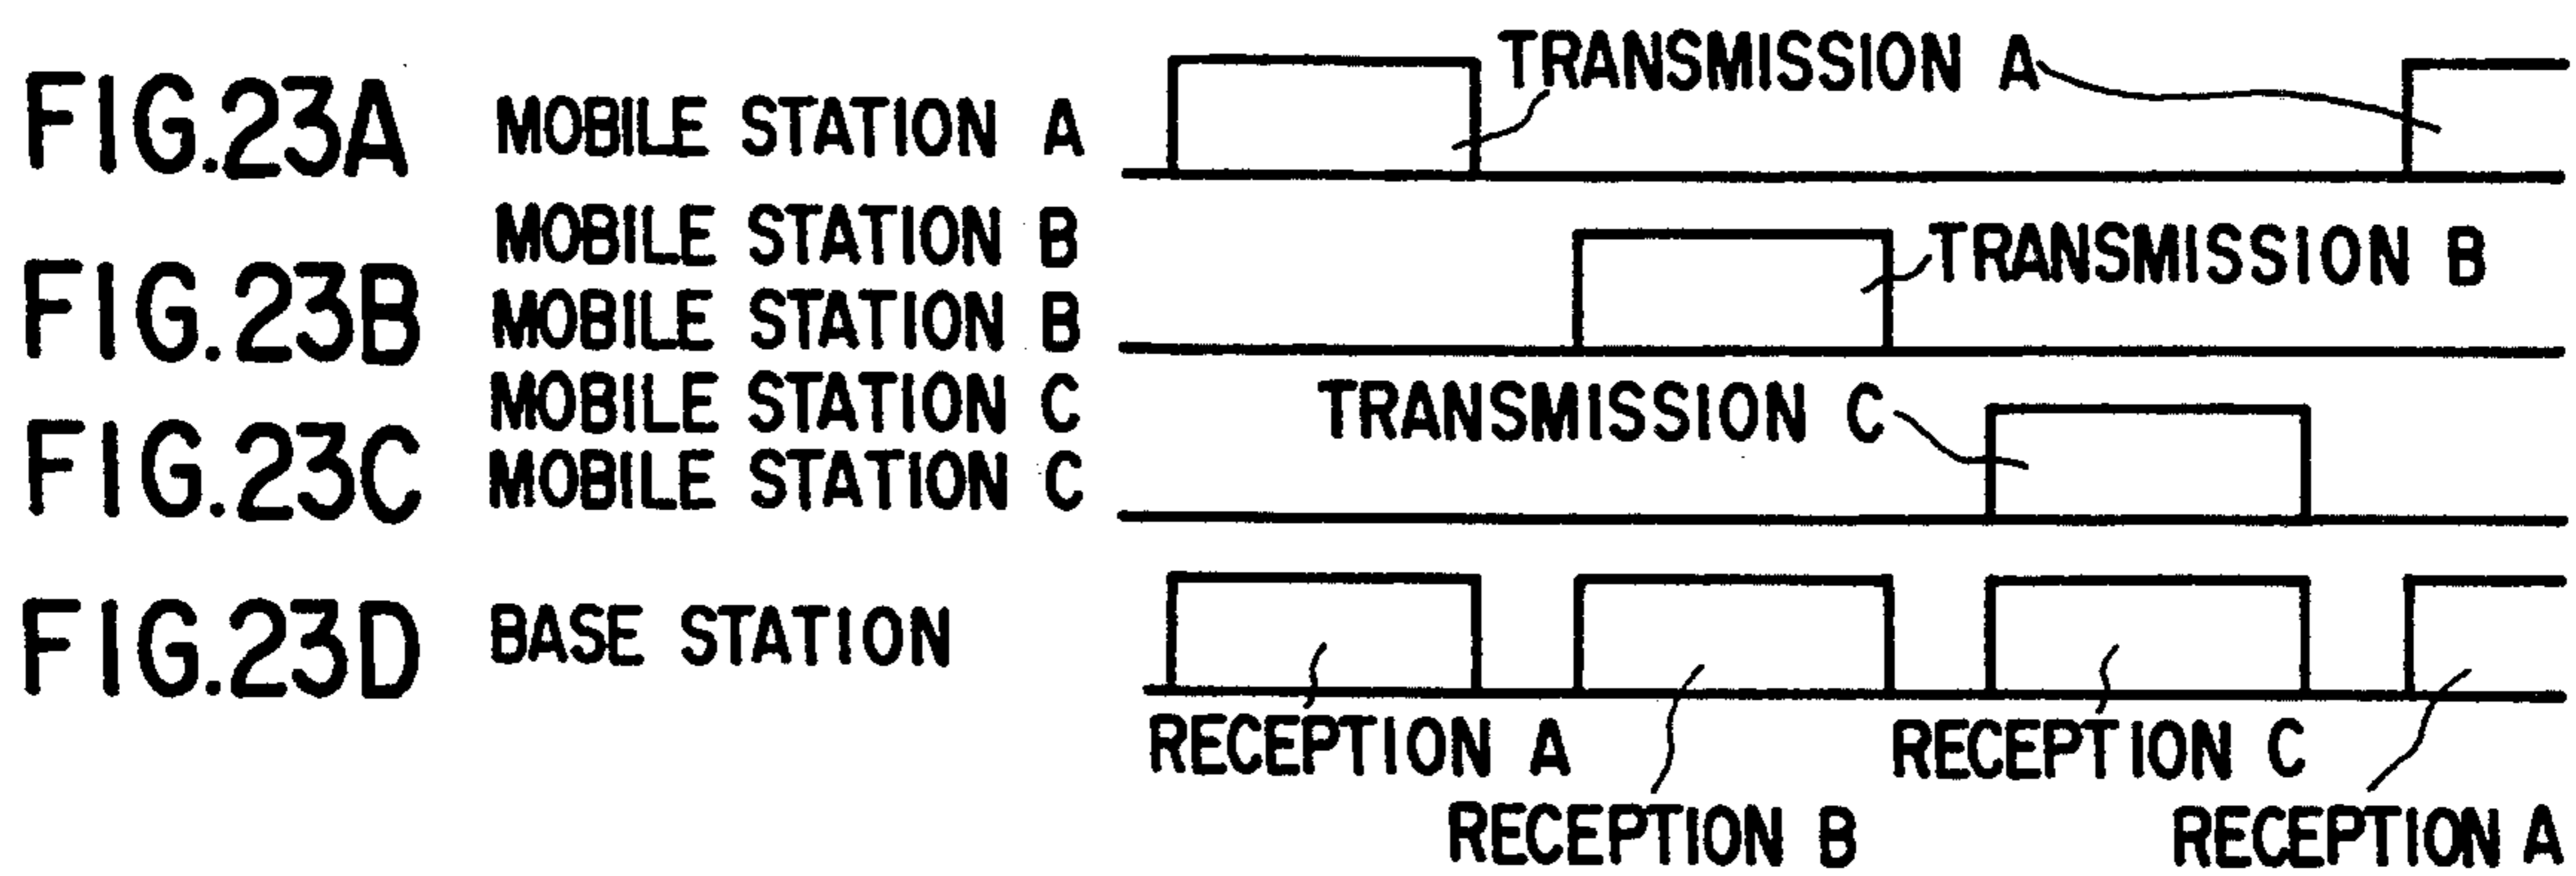 FIG.23A
MOBILE STATION A
TRANSMISSION A
MOBILE STATION B
FIG.23B
MOBILE STATION B
TRANSMISSION B
MOBILE STATION C
TRANSMISSION C
FIG.23C
MOBILE STATION C
FIG.23D
BASE STATION
RECEPTION A
RECEPTION C
RECEPTION B
RECEPTION A